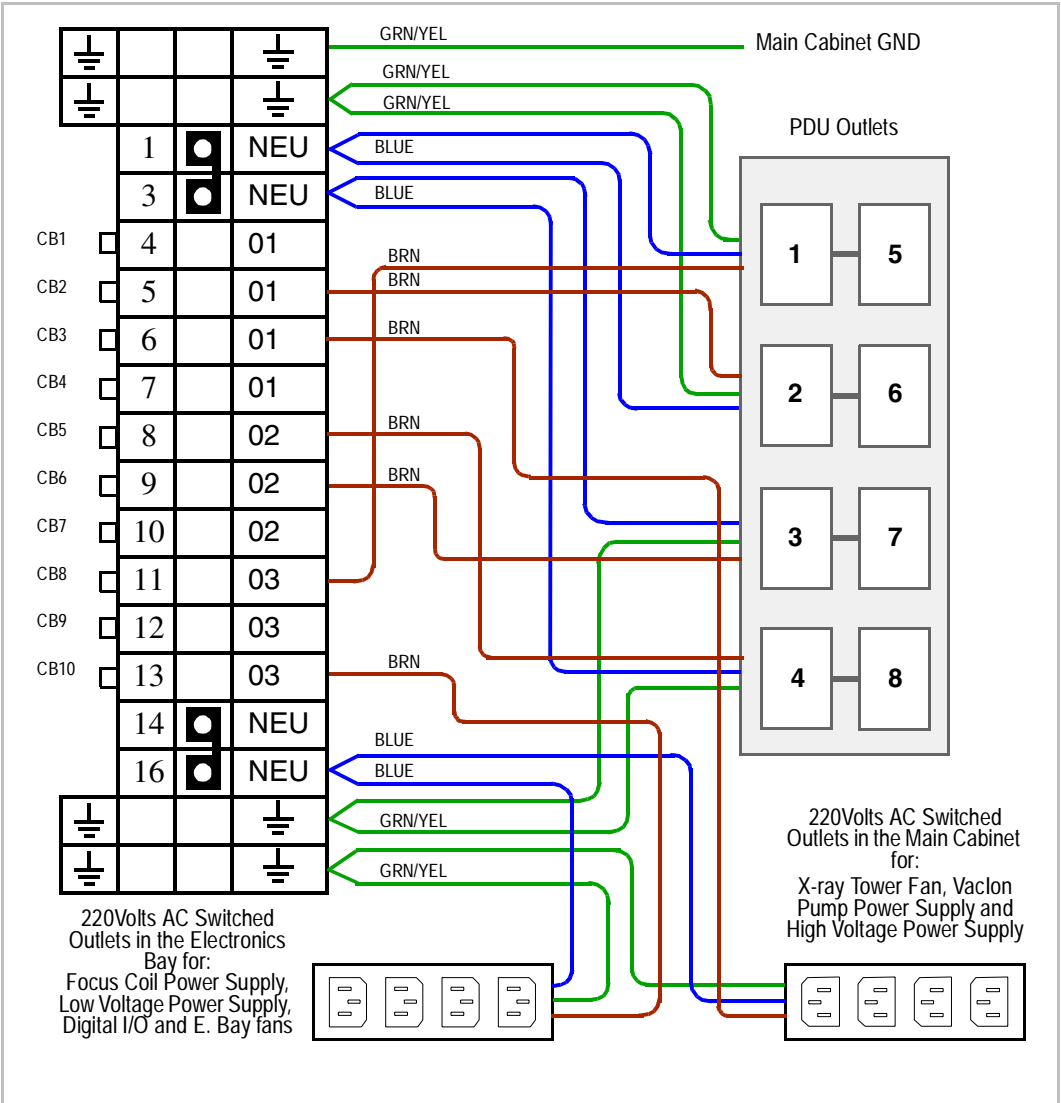 GRN/YEL
Main Cabinet GND
GRN/YEL
GRN/YEL
PDU Outlets
1 NEU
BLUE
3 NEU
BLUE
CB1 4 01
1 5
BRN
CB2 5 01
BRN
CB3 6 01
BRN
CB4 7 01
2 6
CB5 8 02
BRN
CB6 9 02
BRN
CB7 10 02
3 7
CB8 11 03
CB9 12 03
CB10 13 03
BRN
4 8
14 NEU
BLUE
16 NEU
BLUE
GRN/YEL
GRN/YEL
220Volts AC Switched
Outlets in the Main Cabinet
for:
X-ray Tower Fan, VacIon
Pump Power Supply and
High Voltage Power Supply
220Volts AC Switched
Outlets in the Electronics
Bay for:
Focus Coil Power Supply,
Low Voltage Power Supply,
Digital I/O and E. Bay fans